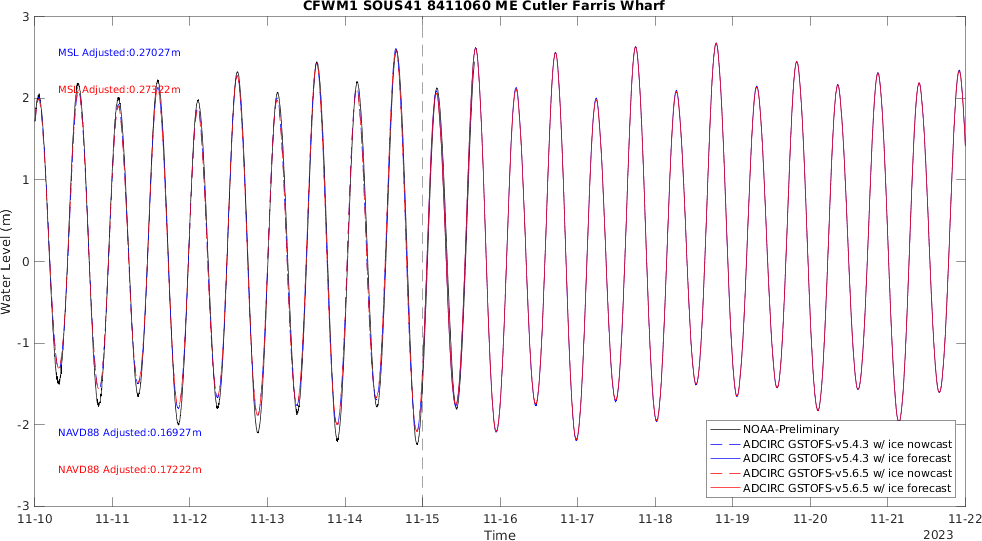 CFWM1 SOUS41 8411060 ME Cutler Farris Wharf
3
MSL Adjusted:0.27027m
MSL Adjusted:0.27322m
2
1
Water Level (m)
0
-1
-2
NAVD88 Adjusted:0.16927m
NAVD88 Adjusted:0.17222m
NOAA-Preliminary
ADCIRC GSTOFS-v5.4.3 w/ ice nowcast
ADCIRC GSTOFS-v5.4.3 w/ ice forecast
ADCIRC GSTOFS-v5.6.5 w/ ice nowcast
ADCIRC GSTOFS-v5.6.5 w/ ice forecast
-3
11-10 11-11 11-12 11-13 11-14 11-15 11-16 11-17 11-18 11-19 11-20 11-21 11-22
Time 2023